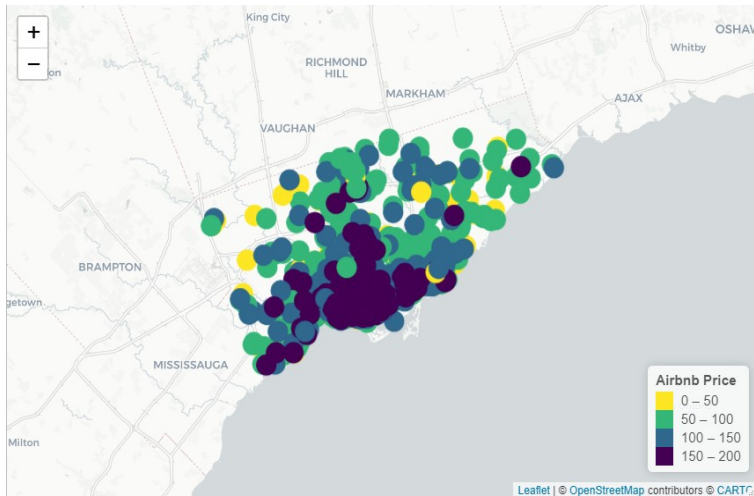 King City
OSHAW
+
Whitby
−
RICHMOND
HILL
AJAX
MARKHAM
VAUGHAN
BRAMPTON
getown
MISSISSAUGA
Airbnb Price
0 – 50
50 – 100
100 – 150
150 – 200
Milton
Leaflet | © OpenStreetMap contributors © CARTO